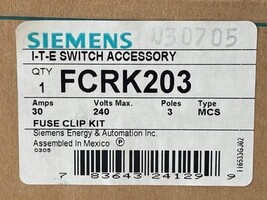 SIEMENS
N30705
I-T-E SWITCH ACCESSORY
QTY
1 FCRK203
Amps Volts Max. Poles Type
30 240 3 MCS
FUSE CLIP KIT
Siemens Energy & Automation Inc.
Assembled In Mexico
0305
7 83643 24129 9
116533GJ02